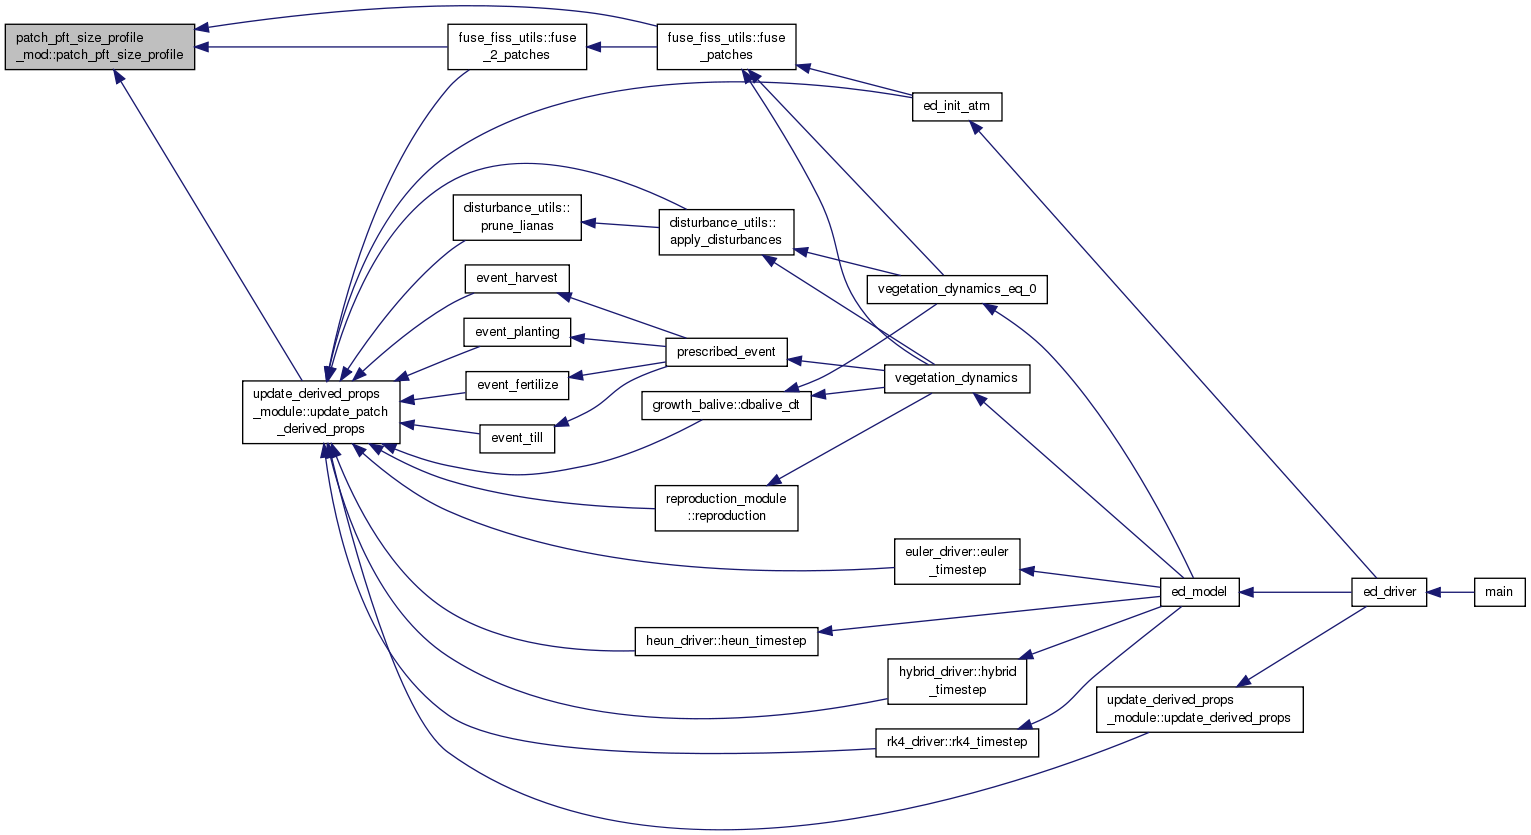 patch_pft_size_profile
_mod::patch_pft_size_profile
fuse_fiss_utils::fuse
_2_patches
fuse_fiss_utils::fuse
_patches
ed_init_atm
disturbance_utils::
prune_lianas
disturbance_utils::
apply_disturbances
event_harvest
vegetation_dynamics_eq_0
event_planting
prescribed_event
vegetation_dynamics
event_fertilize
update_derived_props
_module::update_patch
_derived_props
growth_balive::dbalive_dt
event_till
reproduction_module
::reproduction
euler_driver::euler
_timestep
ed_model
ed_driver
main
heun_driver::heun_timestep
hybrid_driver::hybrid
_timestep
update_derived_props
_module::update_derived_props
rk4_driver::rk4_timestep